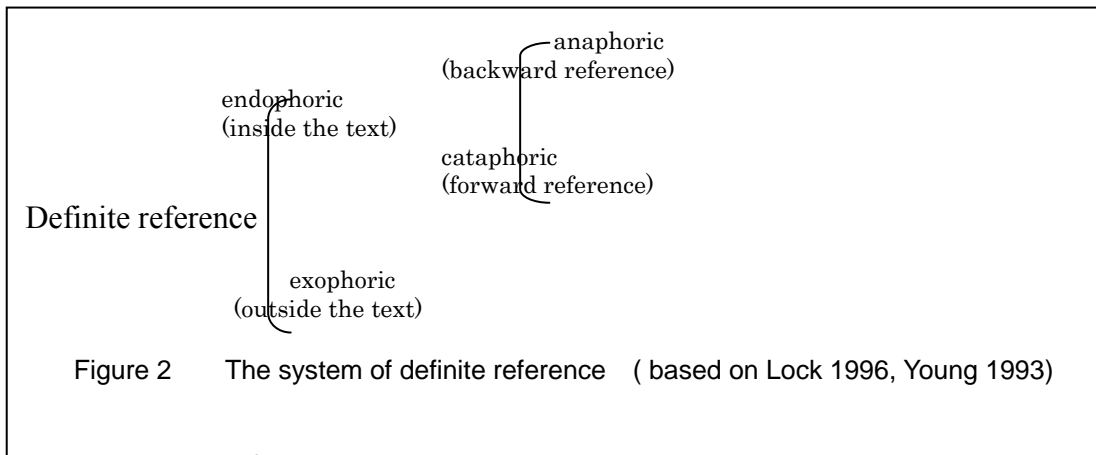 anaphoric
(backward reference)
endophoric
(inside the text)
cataphoric
(forward reference)
Definite reference
exophoric
(outside the text)
Figure 2 The system of definite reference ( based on Lock 1996, Young 1993)